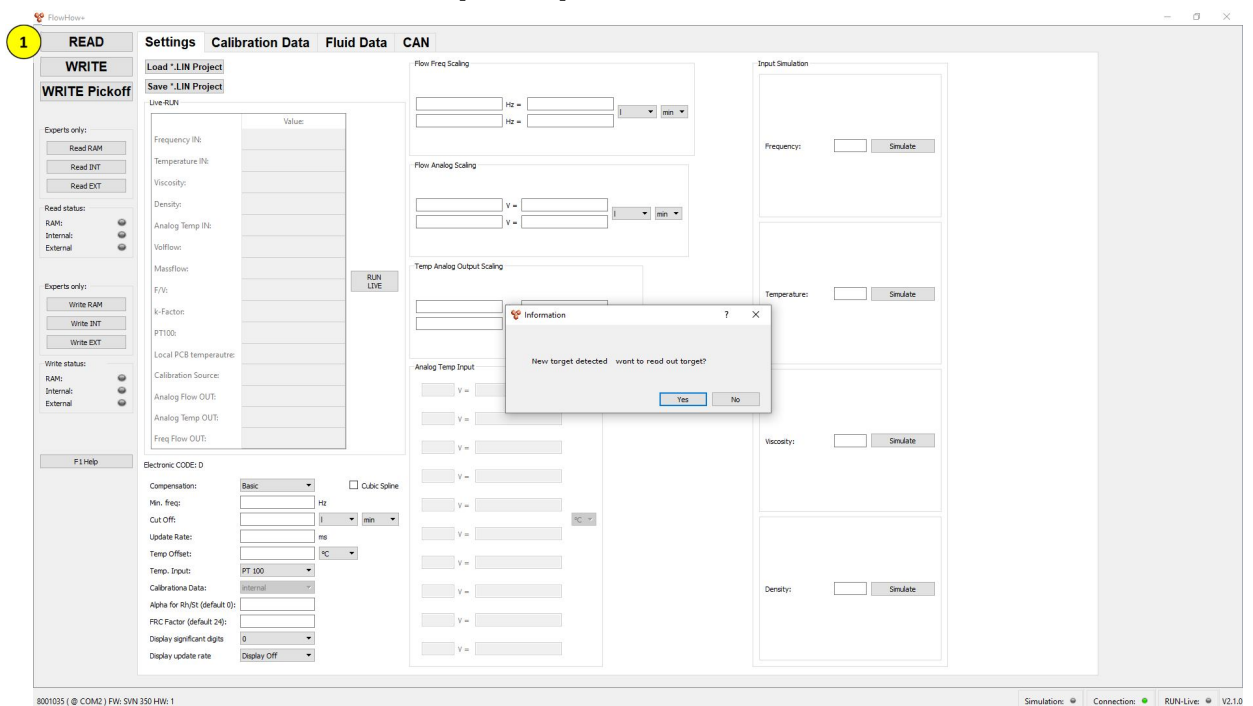 FlowHow+
1
READ
WRITE
WRITE Pickoff
Experts only:
Read RAM
Read INT
Read EXT
Read status:
RAM:
Internal:
External
Experts only:
Write RAM
Write INT
Write EXT
Write status:
RAM:
Internal:
External
F1 Help
Settings Calibration Data Fluid Data CAN
Load *.LIN Project
Save *.LIN Project
Live-RUN
Value:
Frequency IN:
Temperature IN:
Viscosity:
Density:
Analog Temp IN:
Volflow:
Massflow:
F/V:
k-Factor:
PT100:
Local PCB temperautre:
Calibration Source:
Analog Flow OUT:
Analog Temp OUT:
Freq Flow OUT:
RUN
LIVE
Electronic CODE: D
Compensation: Basic Cubic Spline
Min. freq: Hz
Cut Off: l min
Update Rate: ms
Temp Offset: °C
Temp. Input: PT 100
Calibrationa Data: internal
Alpha for Rh/St (default 0):
FRC Factor (default 24):
Display significant digits 0
Display update rate Display Off
Flow Freq Scaling
Hz =
Hz =
l min
Flow Analog Scaling
V =
V =
l min
Temp Analog Output Scaling
Analog Temp Input
V =
V =
V =
V =
V =
°C
V =
V =
V =
V =
V =
Information ? X
New target detected want to read out target?
Yes No
Input Simulation
Frequency: Simulate
Temperature: Simulate
Viscosity: Simulate
Density: Simulate
8001035 ( @ COM2 ) FW: SVN 350 HW: 1
Simulation: Connection: RUN-Live: V2.1.0